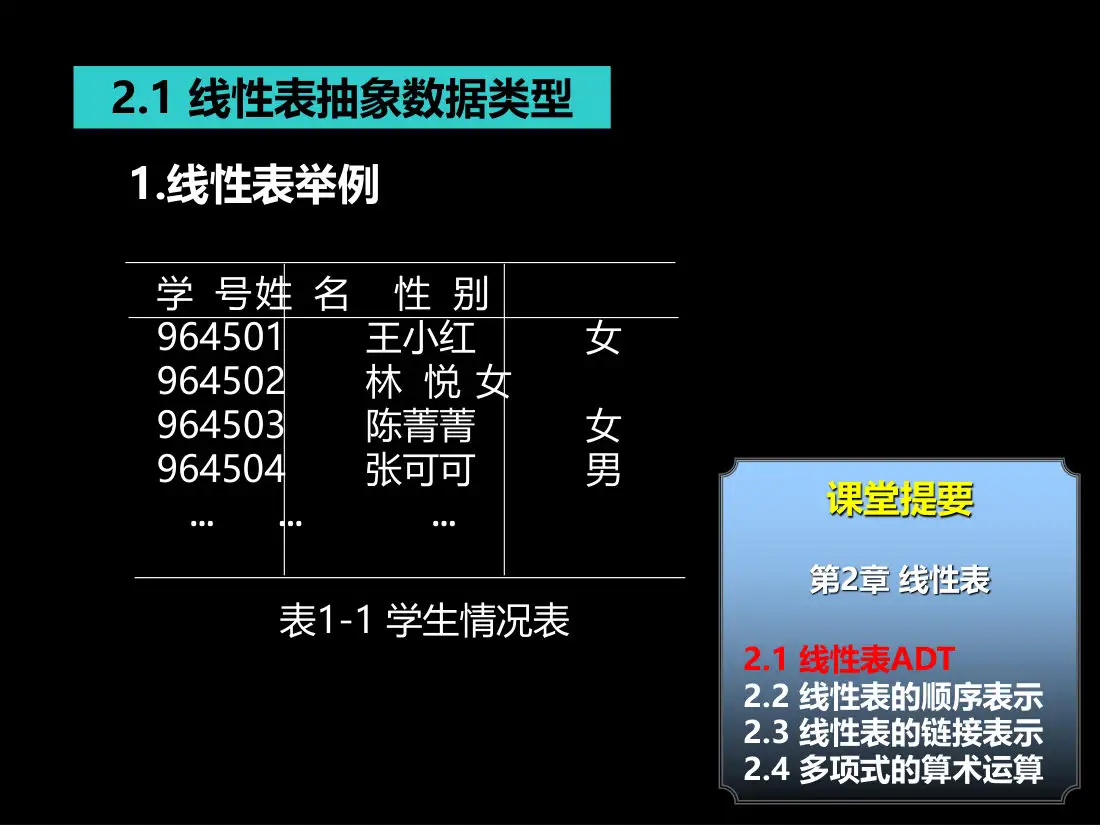 2.1 线性表抽象数据类型
1.线性表举例
学 号姓 名 性 别
964501 王小红 女
964502 林 悦 女
964503 陈菁菁 女
964504 张可可 男
... ... ...
表1-1 学生情况表
课堂提要
第2章 线性表
2.1 线性表ADT
2.2 线性表的顺序表示
2.3 线性表的链接表示
2.4 多项式的算术运算